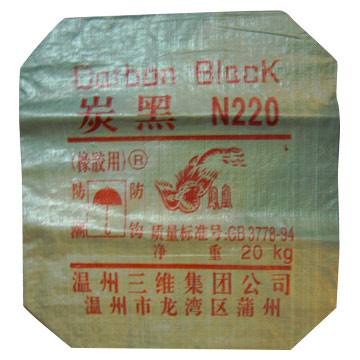 Carbon Black
炭黑 N220
(橡胶用) ®
防潮 防钩
凤凰
质量标准号:GB3778-94
净 重 20 kg
温州三维集团公司
温州市龙湾区蒲州